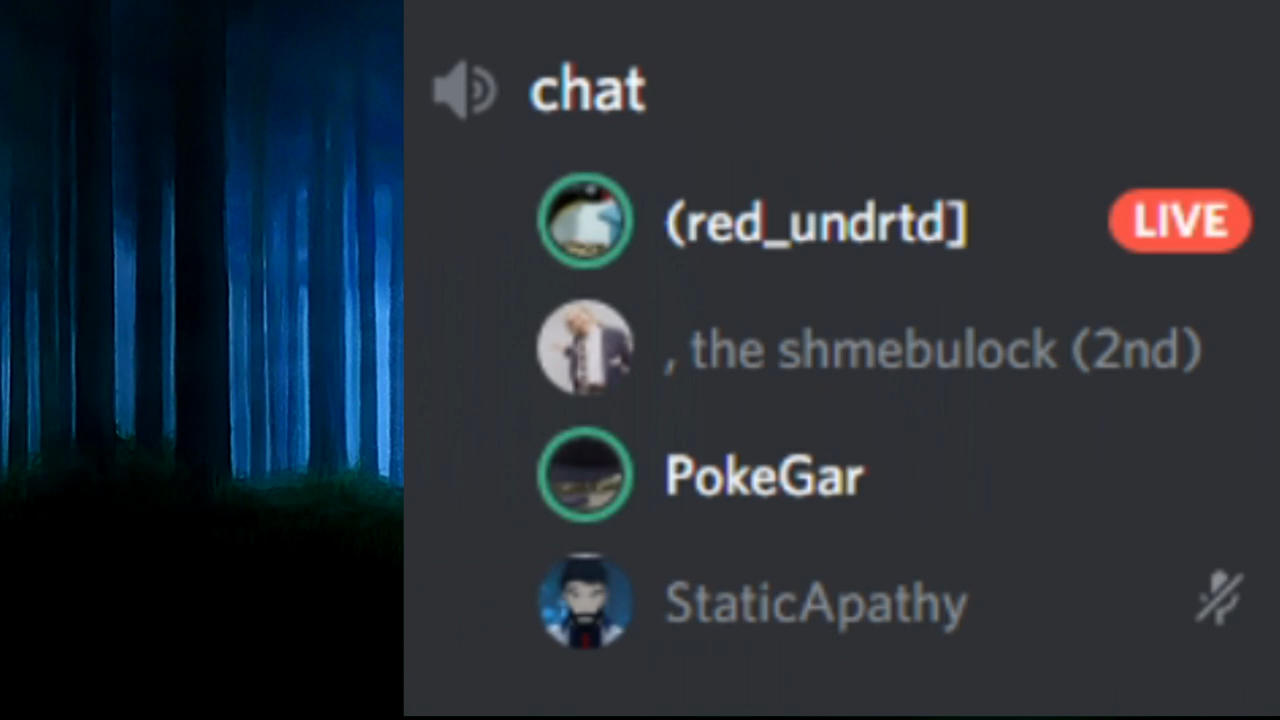 chat
(red_undrtd]
LIVE
, the shmebulock (2nd)
PokeGar
StaticApathy